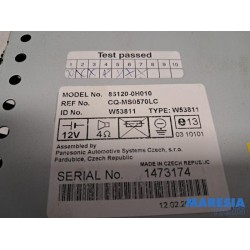 Test passed
1 2 3 4 5 6 7 8 9 10
MODEL No. 53120-0H010
REF No. CQ-MS0570LC
ID No. W53811 TYPE: W53811
12V 4Ω e13
03 10101
Assembled by
Panasonic Automotive Systems Czech, s.r.o.
Pardubice, Czech Republic
MADE IN CZECH REPUBLIC
SERIAL No. 1473174
MARESIA